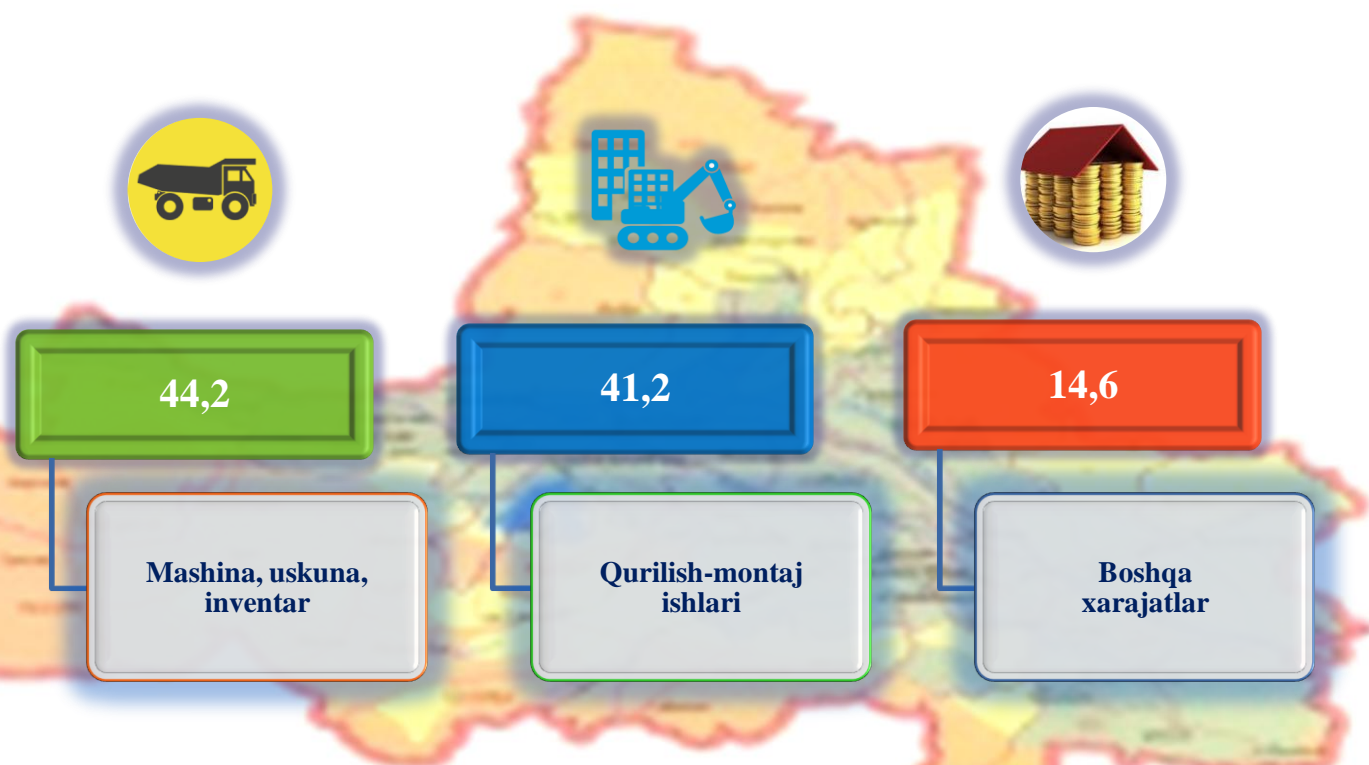 44,2
41,2
14,6
Mashina, uskuna,
inventar
Qurilish-montaj
ishlari
Boshqa
xarajatlar